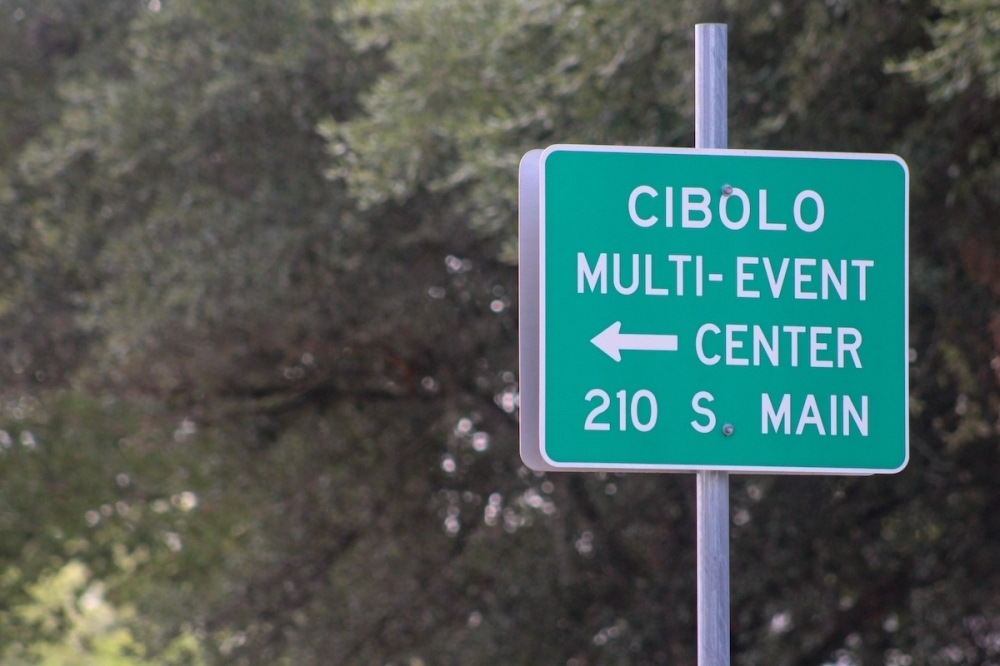 CIBOLO
MULTI-EVENT
← CENTER
210 S. MAIN